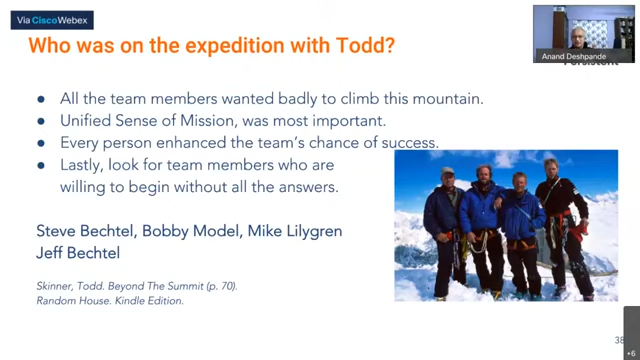 Via CiscoWebex
Who was on the expedition with Todd?
Anand Deshpande
Persistent
● All the team members wanted badly to climb this mountain.
● Unified Sense of Mission, was most important.
● Every person enhanced the team's chance of success.
● Lastly, look for team members who are
willing to begin without all the answers.
Steve Bechtel, Bobby Model, Mike Lilygren
Jeff Bechtel
Skinner, Todd. Beyond The Summit (p. 70).
Random House. Kindle Edition.
38
+6